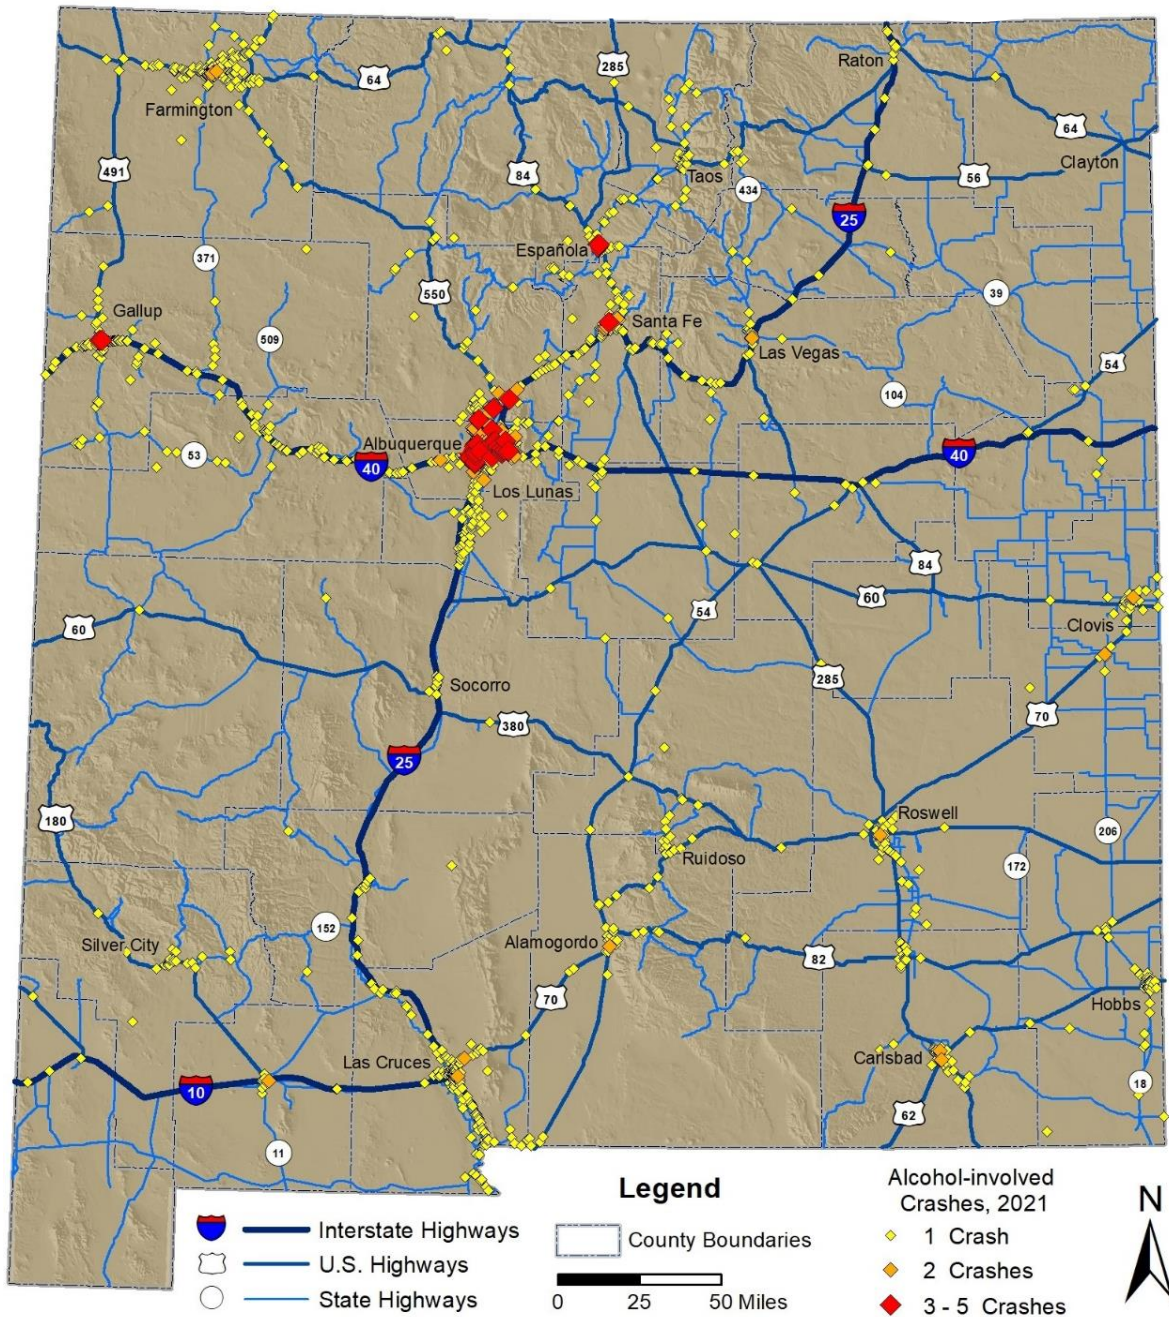 Raton
285
64
Farmington
64
Clayton
491
84
Taos
56
434
25
Española
371
550
39
Gallup
Santa Fe
509
Las Vegas
54
104
Albuquerque
53
40
40
Los Lunas
84
60
54
Clovis
60
Socorro
285
380
70
25
180
Roswell
206
Ruidoso
172
152
Silver City
Alamogordo
82
70
Hobbs
Las Cruces
Carlsbad
10
18
62
11
Legend
Interstate Highways
U.S. Highways
State Highways
County Boundaries
0 25 50 Miles
Alcohol-involved
Crashes, 2021
1 Crash
2 Crashes
3 - 5 Crashes
N